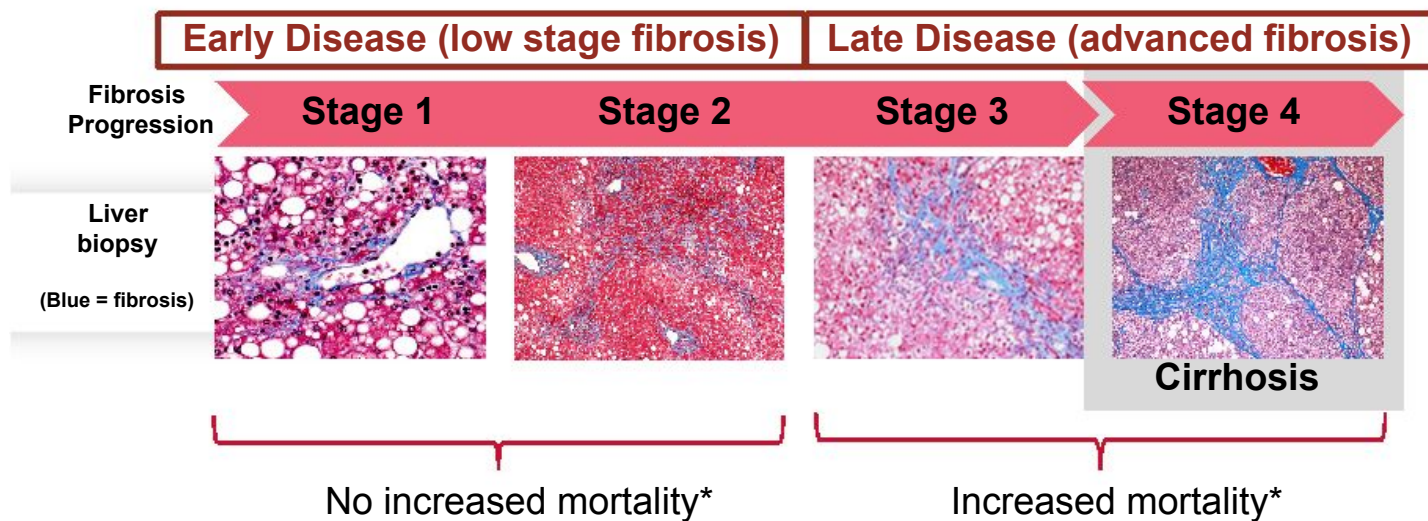 Early Disease (low stage fibrosis)
Late Disease (advanced fibrosis)
Fibrosis
Progression
Stage 1
Stage 2
Stage 3
Stage 4
Liver
biopsy
(Blue = fibrosis)
Cirrhosis
No increased mortality*
Increased mortality*